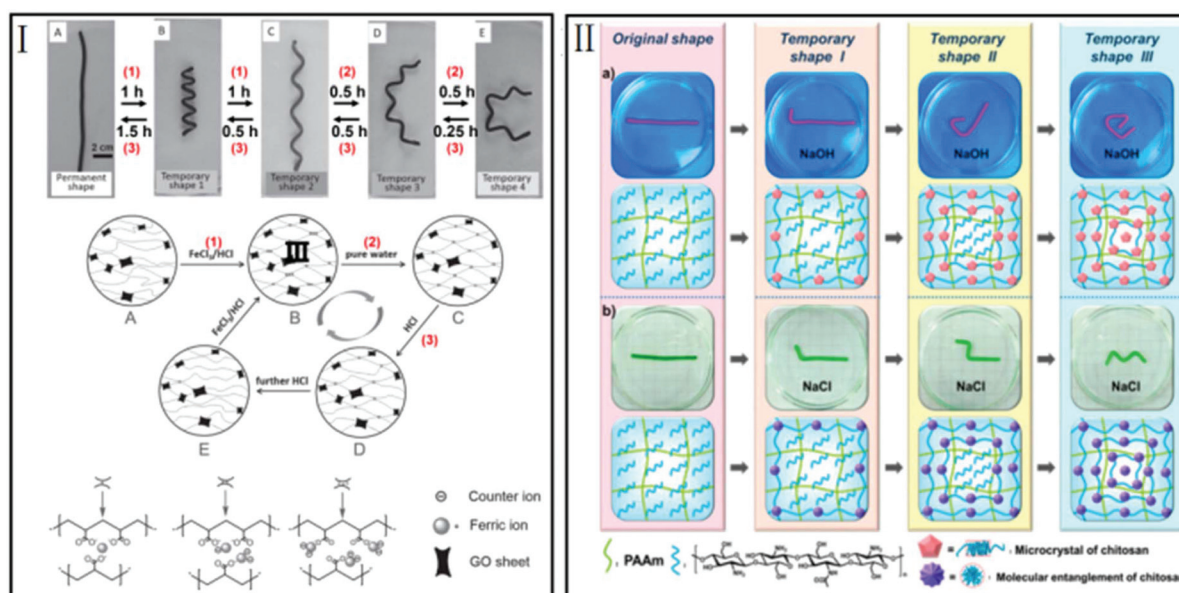 I
A
B
C
D
E
(1)
1 h
1.5 h
(3)
(1)
1 h
0.5 h
(3)
(2)
0.5 h
0.5 h
(3)
(2)
0.5 h
0.25 h
(3)
2 cm
Permanent
shape
Temporary
shape 1
Temporary
shape 2
Temporary
shape 3
Temporary
shape 4
(1)
FeCl₃/HCl
III
(2)
pure water
A
B
C
FeCl₃/HCl
HCl
(3)
further HCl
E
D
Counter ion
Ferric ion
GO sheet
II
Original shape
Temporary
shape I
Temporary
shape II
Temporary
shape III
a)
NaOH
NaOH
NaOH
b)
NaCl
NaCl
NaCl
, PAAm
= , Microcrystal of chitosan
= , Molecular entanglement of chitosan